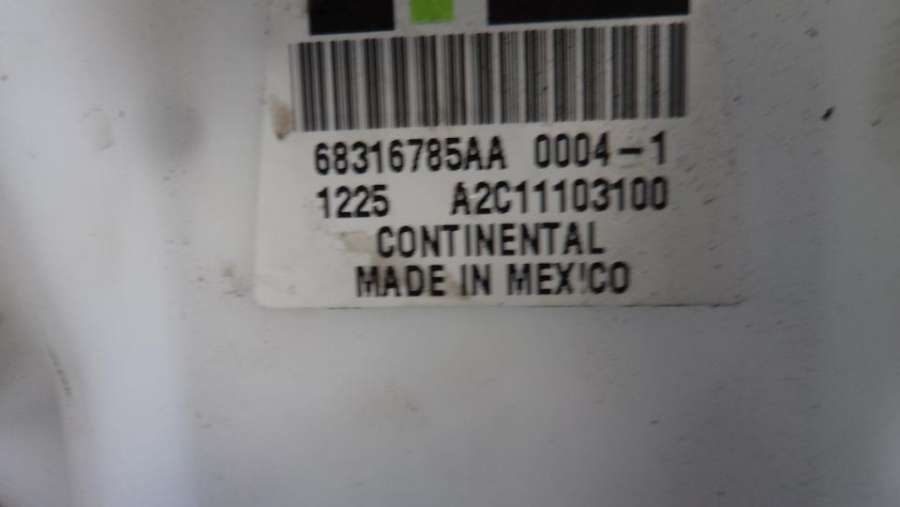 68316785AA 0004-1
1225 A2C11103100
CONTINENTAL
MADE IN MEXICO